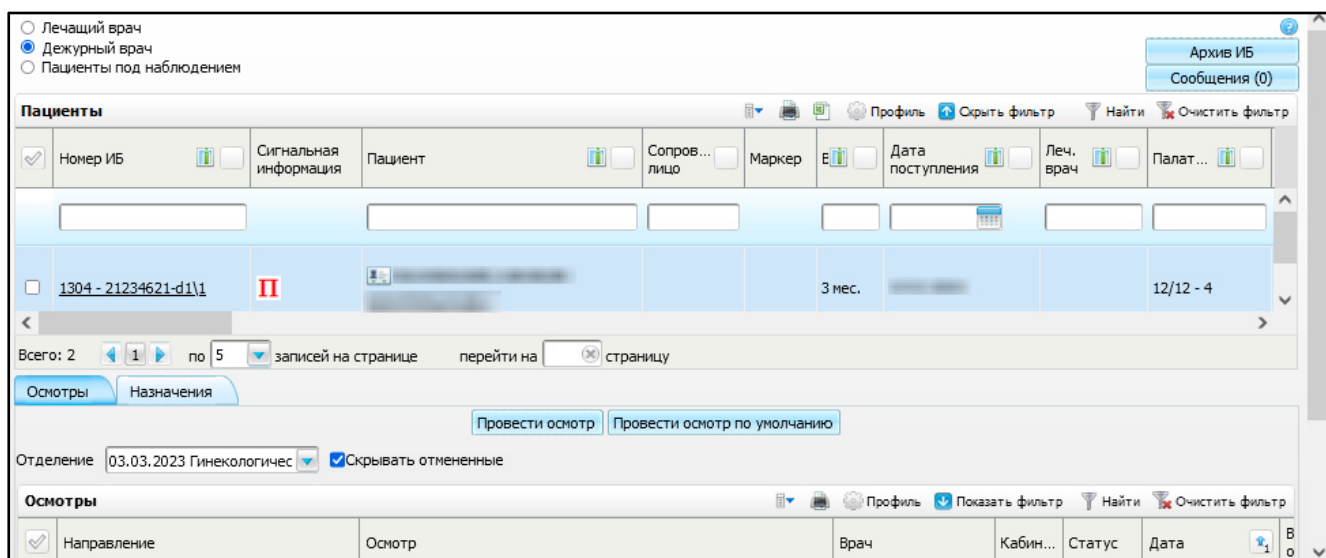 Лечащий врач
Дежурный врач
Пациенты под наблюдением
Архив ИБ
Сообщения (0)
Пациенты Профиль Скрыть фильтр Найти Очистить фильтр
Номер ИБ Сигнальная информация Пациент Сопров... лицо Маркер Дата поступления Леч. врач Палат...
1304 - 21234621-d1\1 П 3 мес. 12/12 - 4
Всего: 2 1 по 5 записей на странице перейти на страницу
Осмотры Назначения
Провести осмотр Провести осмотр по умолчанию
Отделение 03.03.2023 Гинекологичес Скрывать отмененные
Осмотры Профиль Показать фильтр Найти Очистить фильтр
Направление Осмотр Врач Кабин... Статус Дата 1